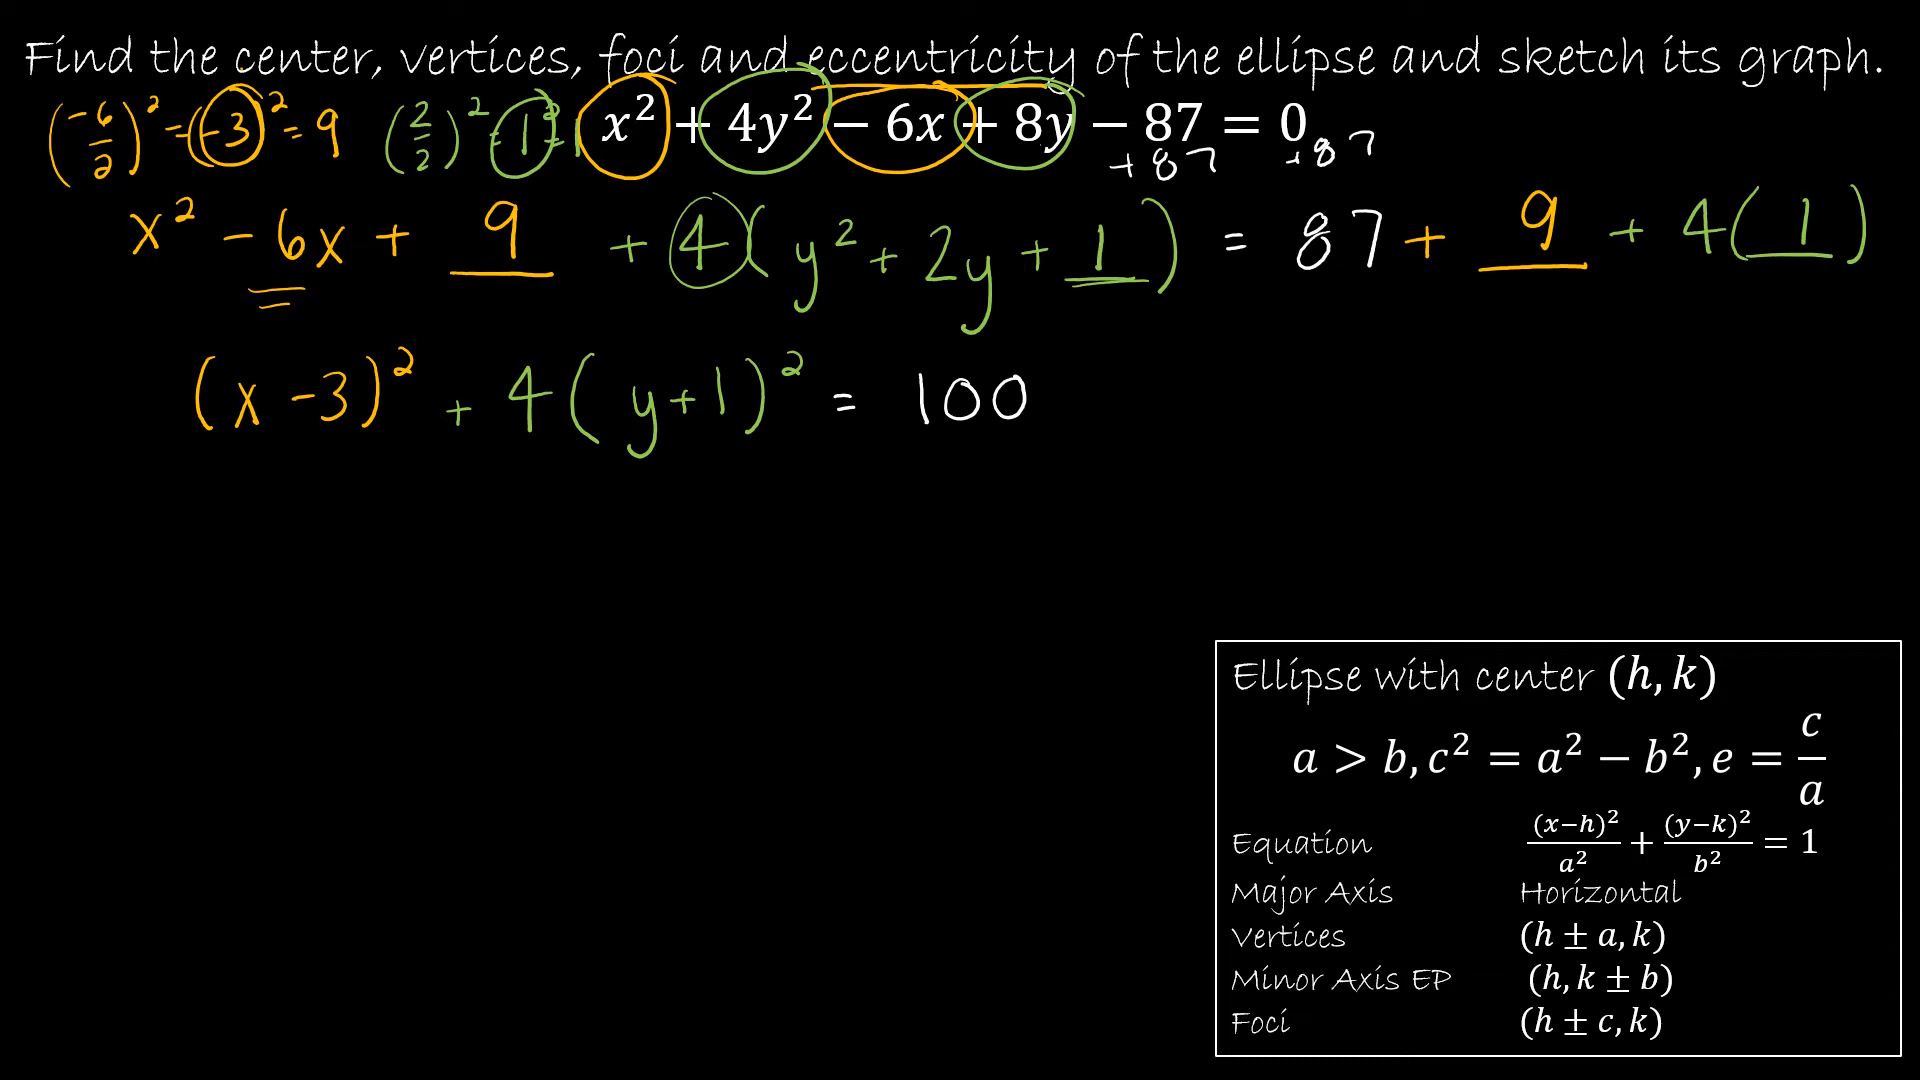 Find the center, vertices, foci and eccentricity of the ellipse and sketch its graph.
(-6/2)² = (-3)² = 9 (2/2)² = 1² = 1 x² + 4y² − 6x + 8y − 87 = 0
+87 +87
x² - 6x + 9 + 4(y² + 2y + 1) = 87 + 9 + 4(1)
(x - 3)² + 4(y + 1)² = 100
Ellipse with center (h, k)
a > b, c² = a² − b², e = c/a
Equation (x−h)²/a² + (y−k)²/b² = 1
Major Axis Horizontal
Vertices (h ± a, k)
Minor Axis EP (h, k ± b)
Foci (h ± c, k)